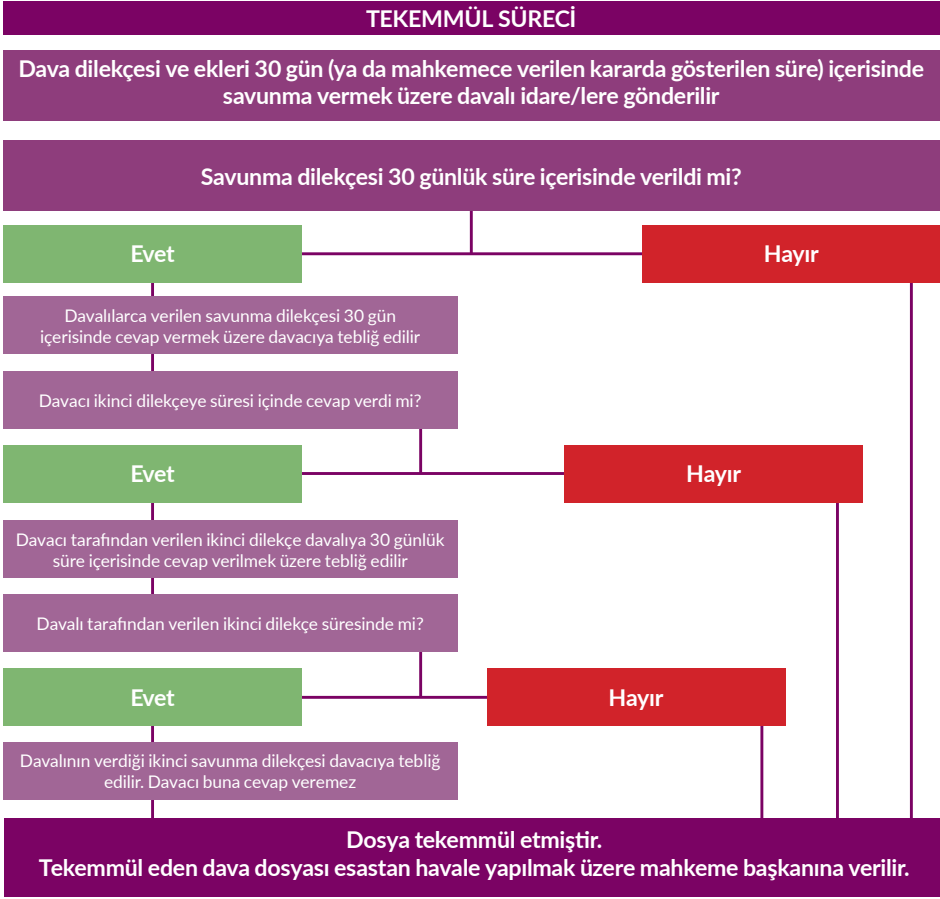 TEKEMMÜL SÜRECİ
Dava dilekçesi ve ekleri 30 gün (ya da mahkemece verilen kararda gösterilen süre) içerisinde
savunma vermek üzere davalı idare/lere gönderilir
Savunma dilekçesi 30 günlük süre içerisinde verildi mi?
Evet
Hayır
Davalılarca verilen savunma dilekçesi 30 gün
içerisinde cevap vermek üzere davacıya tebliğ edilir
Davacı ikinci dilekçeye süresi içinde cevap verdi mi?
Evet
Hayır
Davacı tarafından verilen ikinci dilekçe davalıya 30 günlük
süre içerisinde cevap verilmek üzere tebliğ edilir
Davalı tarafından verilen ikinci dilekçe süresinde mi?
Evet
Hayır
Davalının verdiği ikinci savunma dilekçesi davacıya tebliğ
edilir. Davacı buna cevap veremez
Dosya tekemmül etmiştir.
Tekemmül eden dava dosyası esastan havale yapılmak üzere mahkeme başkanına verilir.